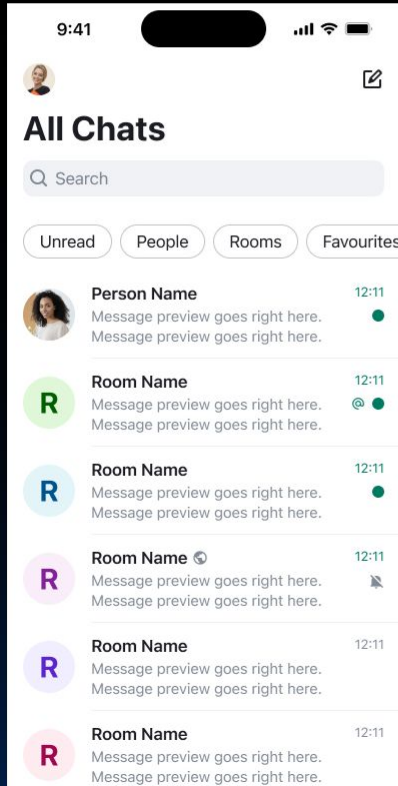 9:41
All Chats
Search
Unread People Rooms Favourites
Person Name 12:11
Message preview goes right here.
Message preview goes right here.
R Room Name 12:11
Message preview goes right here. @
Message preview goes right here.
R Room Name 12:11
Message preview goes right here.
Message preview goes right here.
R Room Name 12:11
Message preview goes right here.
Message preview goes right here.
R Room Name 12:11
Message preview goes right here.
Message preview goes right here.
R Room Name 12:11
Message preview goes right here.
Message preview goes right here.